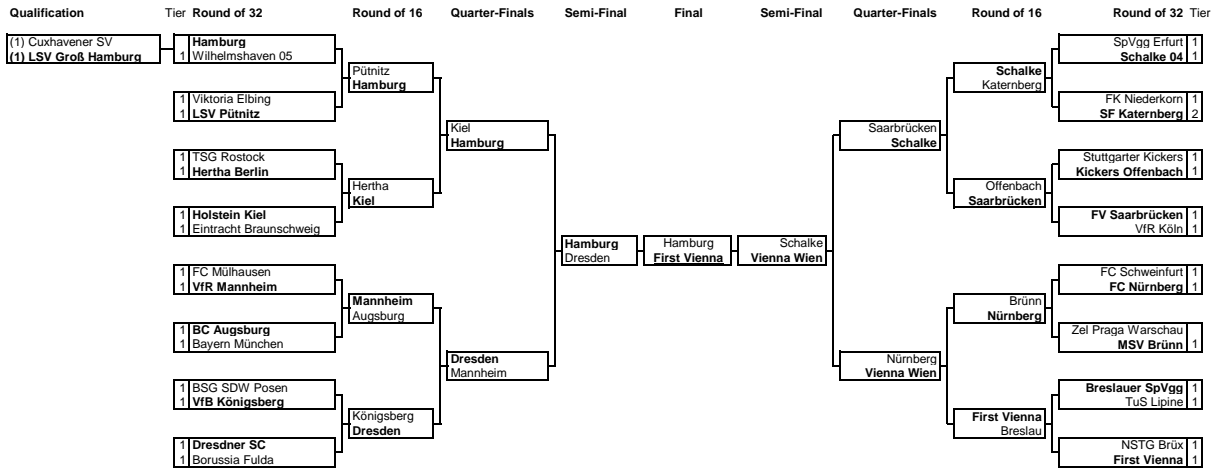 Qualification Tier Round of 32 Round of 16 Quarter-Finals Semi-Final Final Semi-Final Quarter-Finals Round of 16 Round of 32 Tier
(1) Cuxhavener SV
(1) LSV Groß Hamburg
Hamburg
1 Wilhelmshaven 05
1 Viktoria Elbing
1 LSV Pütnitz
1 TSG Rostock
1 Hertha Berlin
1 Holstein Kiel
1 Eintracht Braunschweig
1 FC Mülhausen
1 VfR Mannheim
1 BC Augsburg
1 Bayern München
1 BSG SDW Posen
1 VfB Königsberg
1 Dresdner SC
1 Borussia Fulda
Pütnitz
Hamburg
Hertha
Kiel
Mannheim
Augsburg
Königsberg
Dresden
Kiel
Hamburg
Dresden
Mannheim
Hamburg
Dresden
Hamburg
First Vienna
Schalke
Vienna Wien
Saarbrücken
Schalke
Nürnberg
Vienna Wien
Schalke
Katernberg
Offenbach
Saarbrücken
Brünn
Nürnberg
First Vienna
Breslau
SpVgg Erfurt 1
Schalke 04 1
FK Niederkorn 1
SF Katernberg 2
Stuttgarter Kickers 1
Kickers Offenbach 1
FV Saarbrücken 1
VfR Köln 1
FC Schweinfurt 1
FC Nürnberg 1
Zel Praga Warschau
MSV Brünn 1
Breslauer SpVgg 1
TuS Lipine 1
NSTG Brüx 1
First Vienna 1